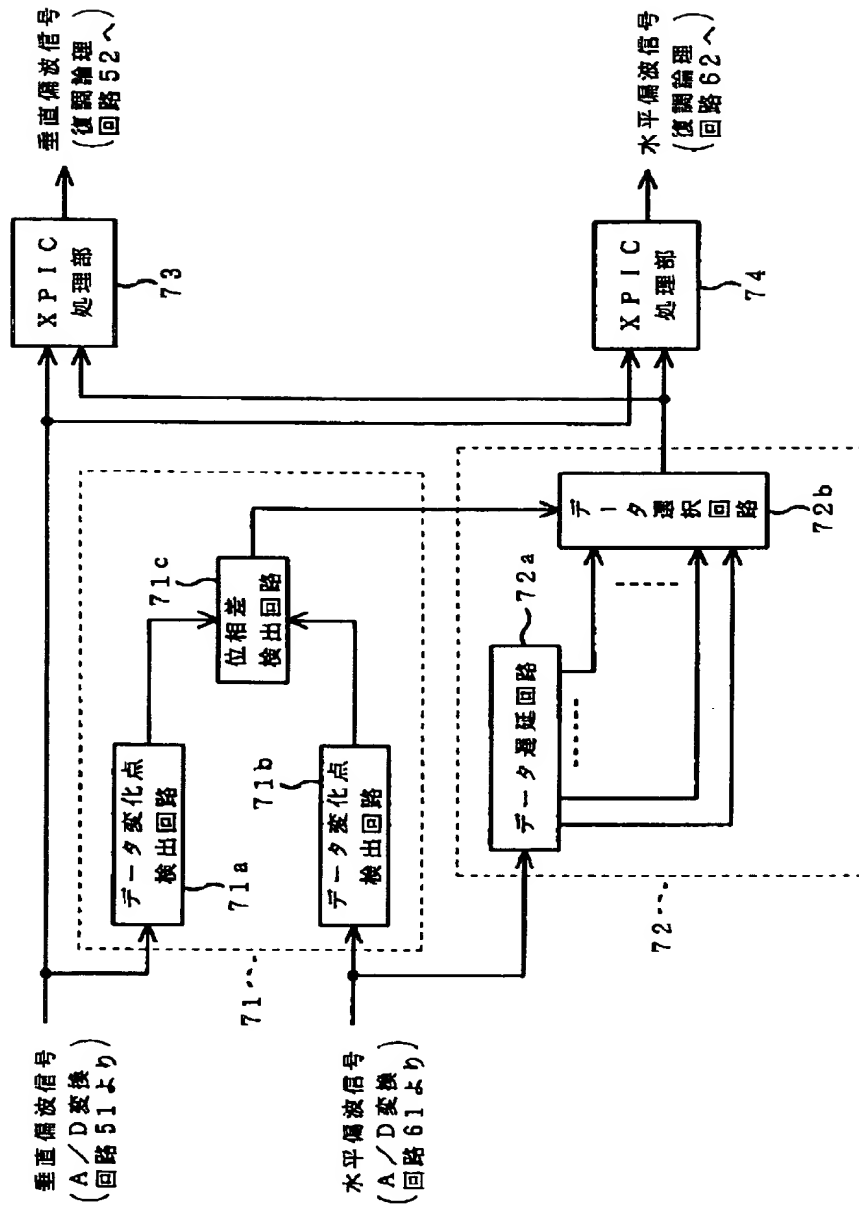 垂直偏波信号
(A/D変換
回路51より)
水平偏波信号
(A/D変換
回路61より)
71
データ変化点
検出回路
71a
データ変化点
検出回路
71b
位相差
検出回路
71c
72
データ遅延回路
72a
データ選択回路
72b
XPIC
処理部
73
XPIC
処理部
74
垂直偏波信号
(復調論理
回路52へ)
水平偏波信号
(復調論理
回路62へ)